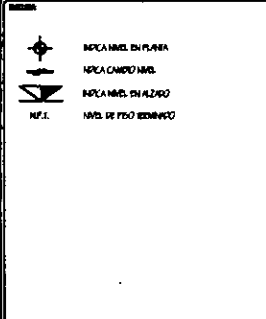 INDICA NIVEL EN PLANTA
INDICA CAMBIO NIVEL
INDICA NIVEL EN ALZADO
N.P.T. NIVEL DE PISO TERMINADO